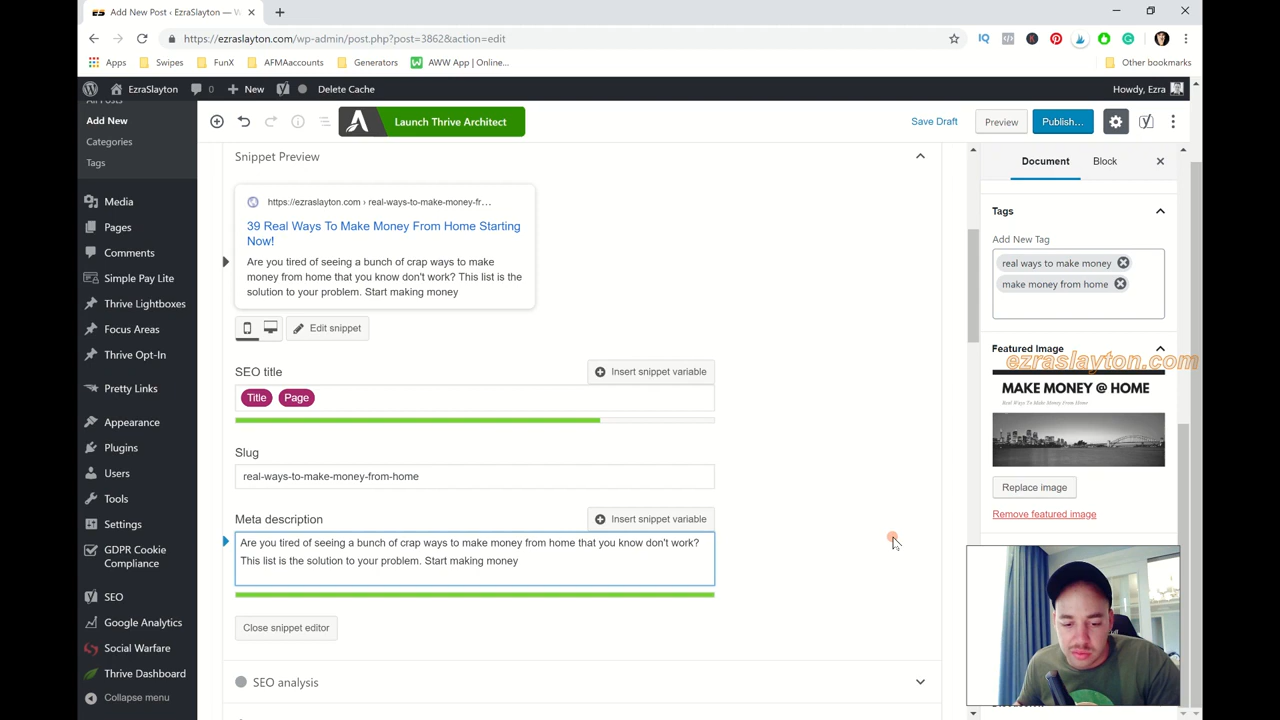 Add New Post ‹ EzraSlayton — W
https://ezraslayton.com/wp-admin/post.php?post=3862&action=edit
Apps
Swipes
FunX
AFMAaccounts
Generators
AWW App | Online...
Other bookmarks
EzraSlayton
0
New
Delete Cache
Howdy, Ezra
All Posts
Add New
Categories
Tags
Media
Pages
Comments
Simple Pay Lite
Thrive Lightboxes
Focus Areas
Thrive Opt-In
Pretty Links
Appearance
Plugins
Users
Tools
Settings
GDPR Cookie
Compliance
SEO
Google Analytics
Social Warfare
Thrive Dashboard
Collapse menu
Launch Thrive Architect
Save Draft
Preview
Publish...
Snippet Preview
https://ezraslayton.com › real-ways-to-make-money-fr...
39 Real Ways To Make Money From Home Starting
Now!
Are you tired of seeing a bunch of crap ways to make
money from home that you know don't work? This list is the
solution to your problem. Start making money
Edit snippet
SEO title
Insert snippet variable
Title
Page
Slug
real-ways-to-make-money-from-home
Meta description
Insert snippet variable
Are you tired of seeing a bunch of crap ways to make money from home that you know don't work?
This list is the solution to your problem. Start making money
Close snippet editor
SEO analysis
Document
Block
Tags
Add New Tag
real ways to make money
make money from home
Featured Image
ezraslayton.com
MAKE MONEY @ HOME
Real Ways To Make Money From Home
Replace image
Remove featured image